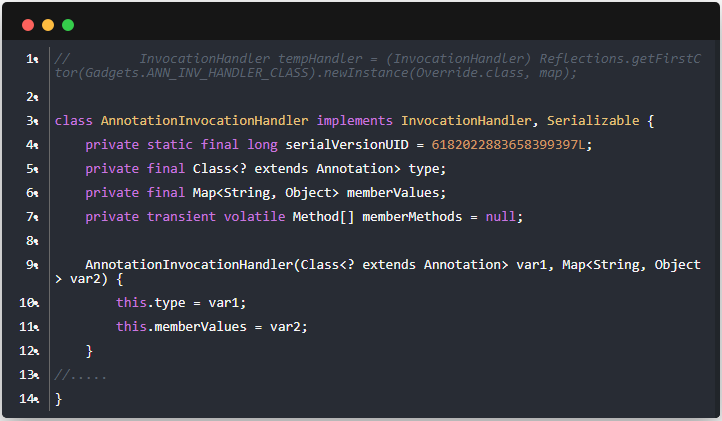 1 //         InvocationHandler tempHandler = (InvocationHandler) Reflections.getFirstC
tor(Gadgets.ANN_INV_HANDLER_CLASS).newInstance(Override.class, map);
2
3 class AnnotationInvocationHandler implements InvocationHandler, Serializable {
4     private static final long serialVersionUID = 6182022883658399397L;
5     private final Class<? extends Annotation> type;
6     private final Map<String, Object> memberValues;
7     private transient volatile Method[] memberMethods = null;
8
9     AnnotationInvocationHandler(Class<? extends Annotation> var1, Map<String, Object
> var2) {
10         this.type = var1;
11         this.memberValues = var2;
12     }
13 //.....
14 }